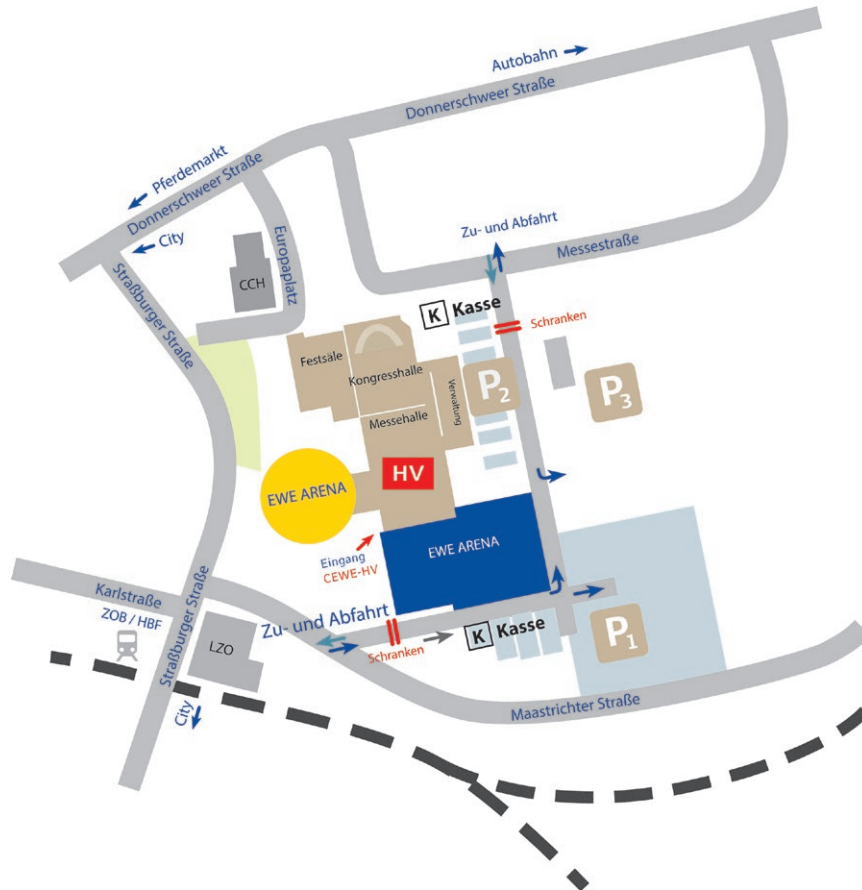 Autobahn
Donnerschweer Straße
Pferdemarkt
Donnerschweer Straße
City
Zu- und Abfahrt
Messestraße
Europaplatz
CCH
Straßburger Straße
K Kasse
Schranken
Festsäle
Kongresshalle
Verwaltung
P2
P3
Messehalle
HV
EWE ARENA
EWE ARENA
Eingang
CEWE-HV
Karlstraße
ZOB / HBF
Straßburger Straße
Zu- und Abfahrt
K Kasse
P1
LZO
Schranken
City
Maastrichter Straße